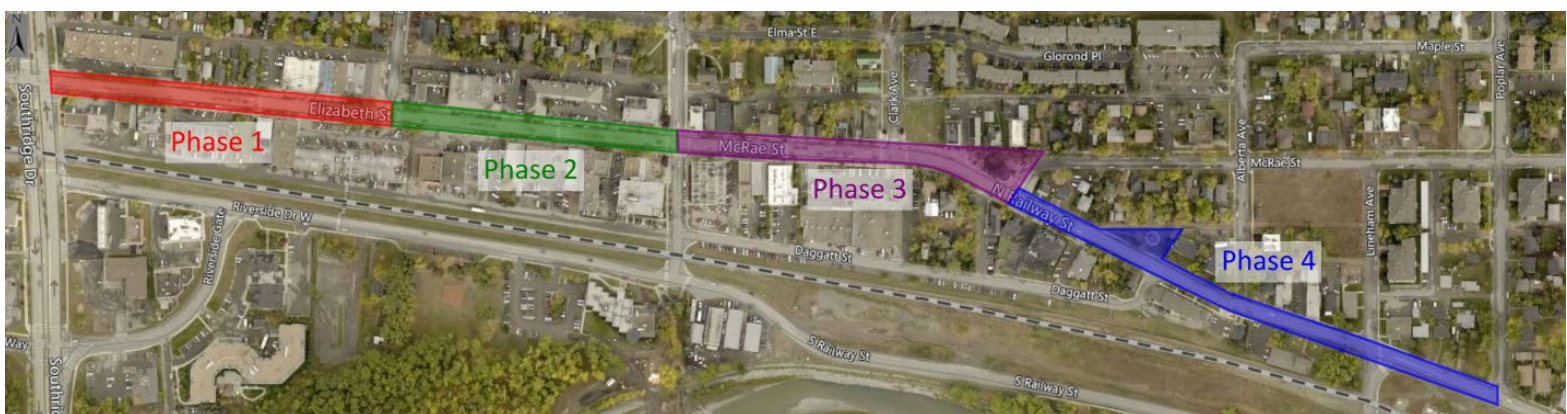 N
Elma St E
Glorond Pl
Maple St
Poplar Ave
Southridge Dr
Elizabeth St
Phase 1
Phase 2
McRae St
Clark Ave
Alberta Ave
McRae St
Phase 3
N Railway St
Lineham Ave
Riverside Dr W
Riverside Gate
Daggatt St
Phase 4
Daggatt St
S Railway St
S Railway St
Way
Southrid